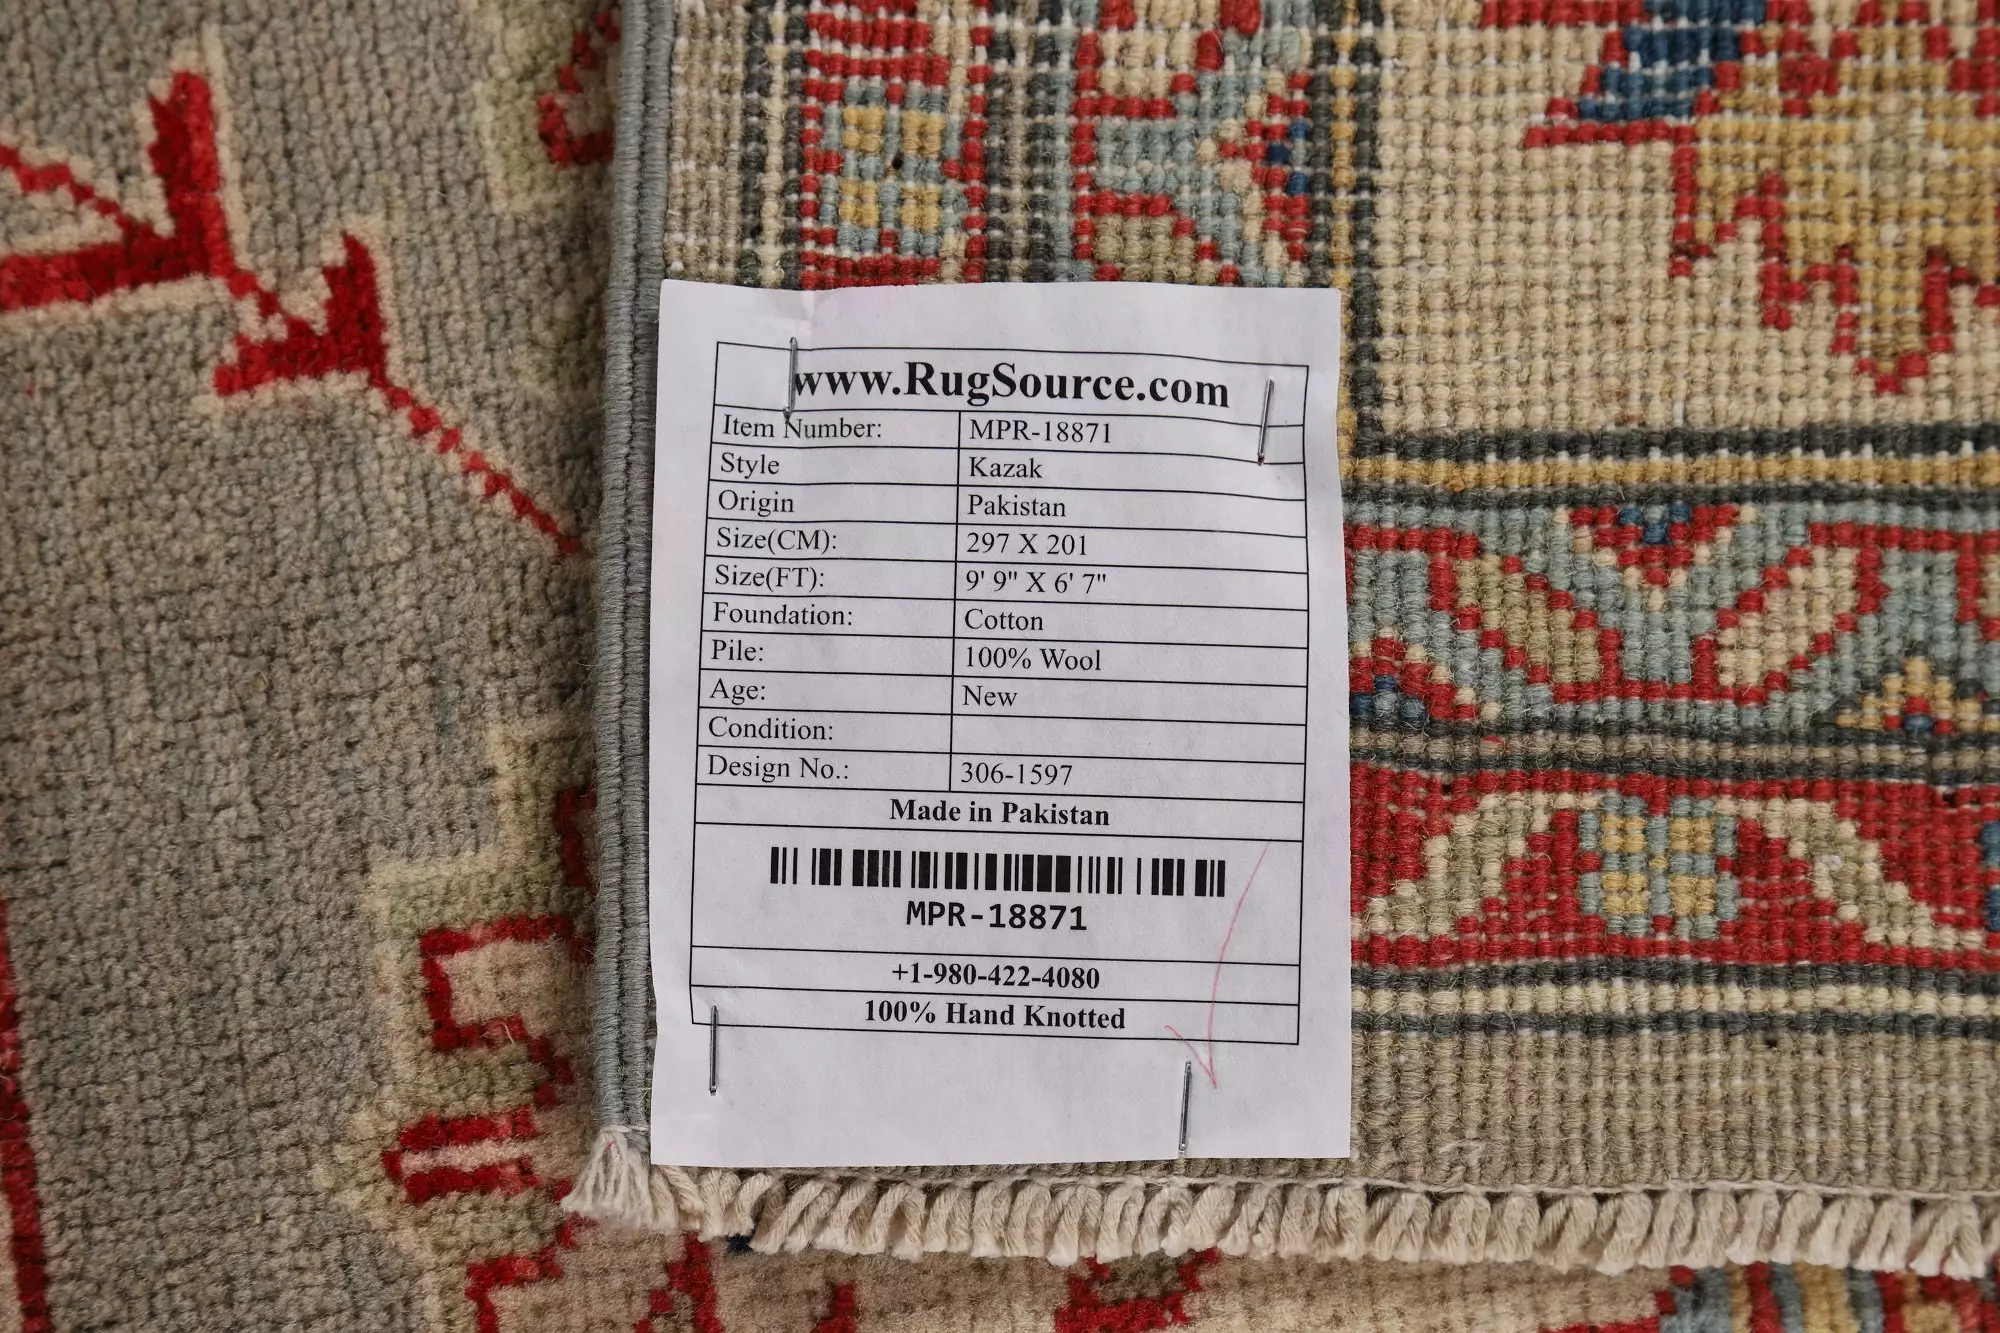 www.RugSource.com
Item Number: MPR-18871
Style Kazak
Origin Pakistan
Size(CM): 297 X 201
Size(FT): 9' 9" X 6' 7"
Foundation: Cotton
Pile: 100% Wool
Age: New
Condition:
Design No.: 306-1597
Made in Pakistan
MPR-18871
+1-980-422-4080
100% Hand Knotted